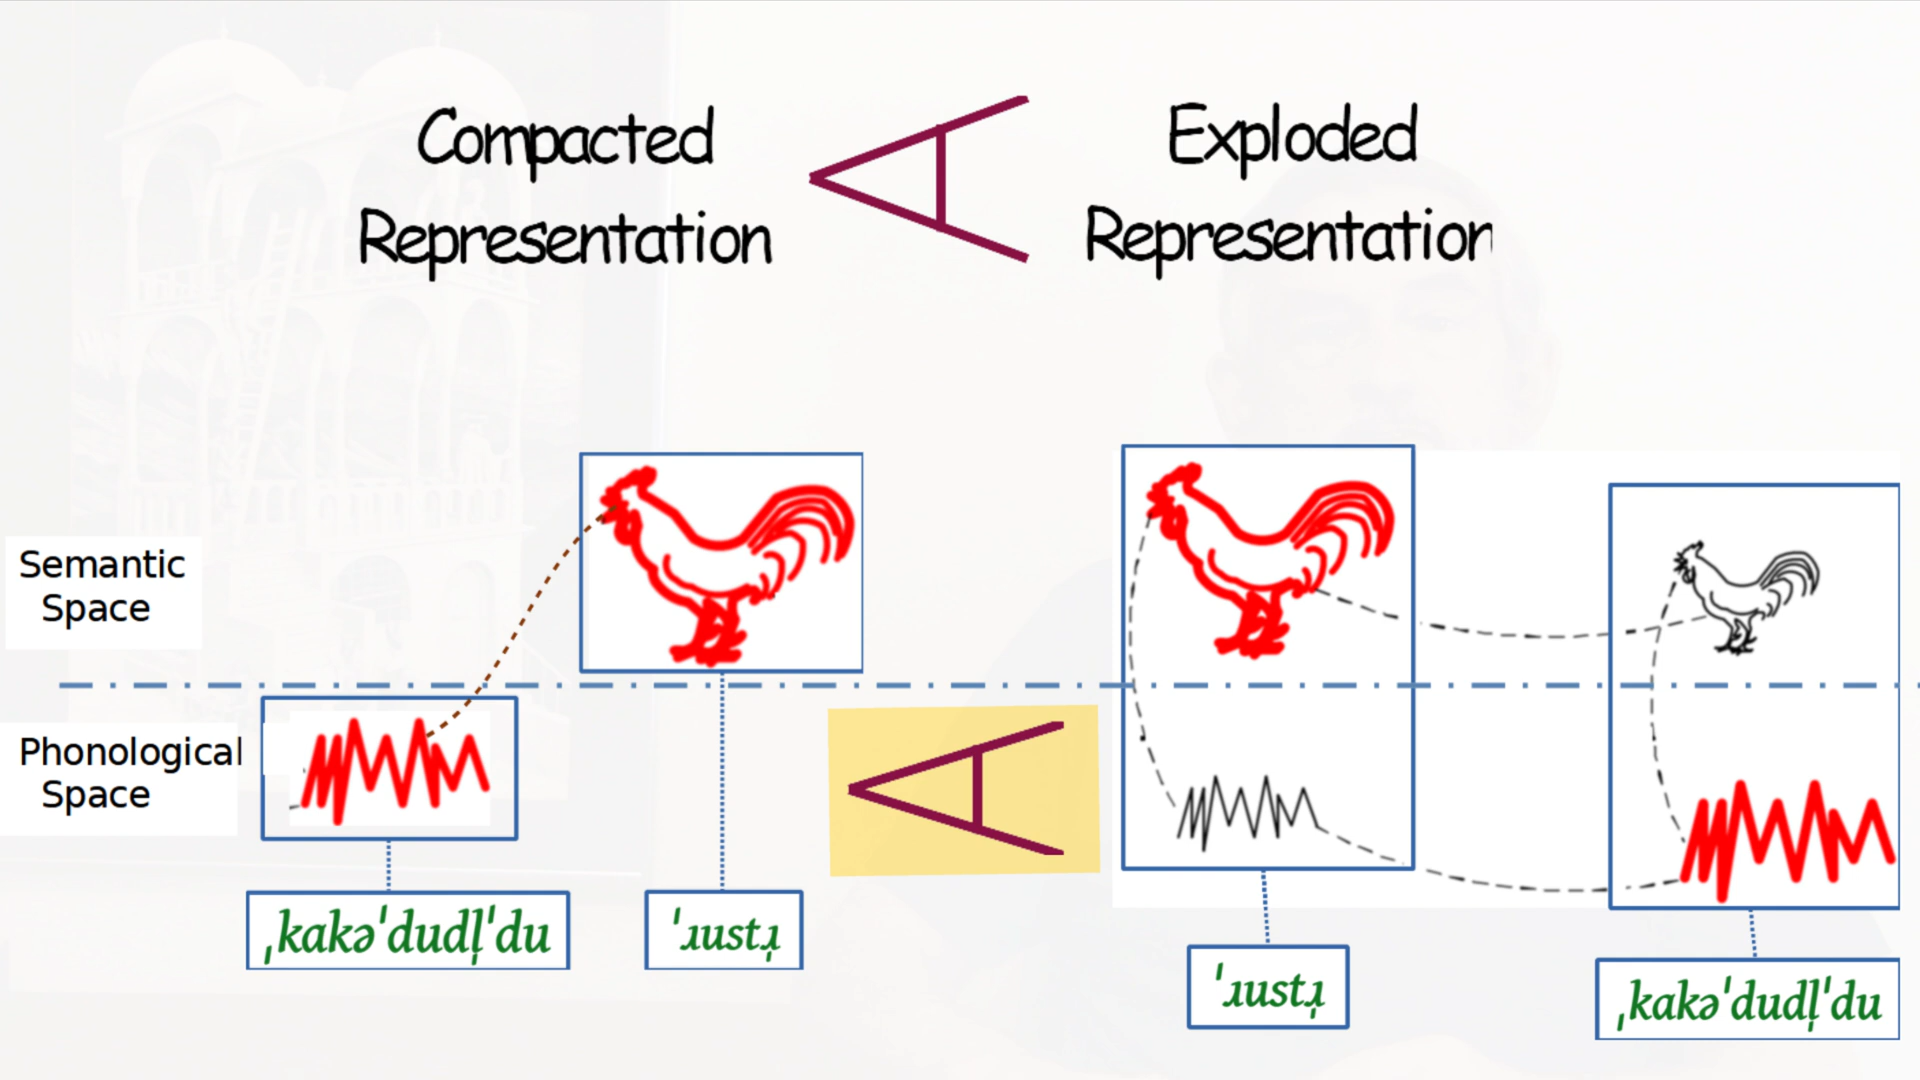 Compacted
Representation
Exploded
Representation
Semantic
Space
Phonological
Space
ˌkakəˈdudl̩ˈdu
ˈɹustɹ̩
ˈɹustɹ̩
ˌkakəˈdudl̩ˈdu